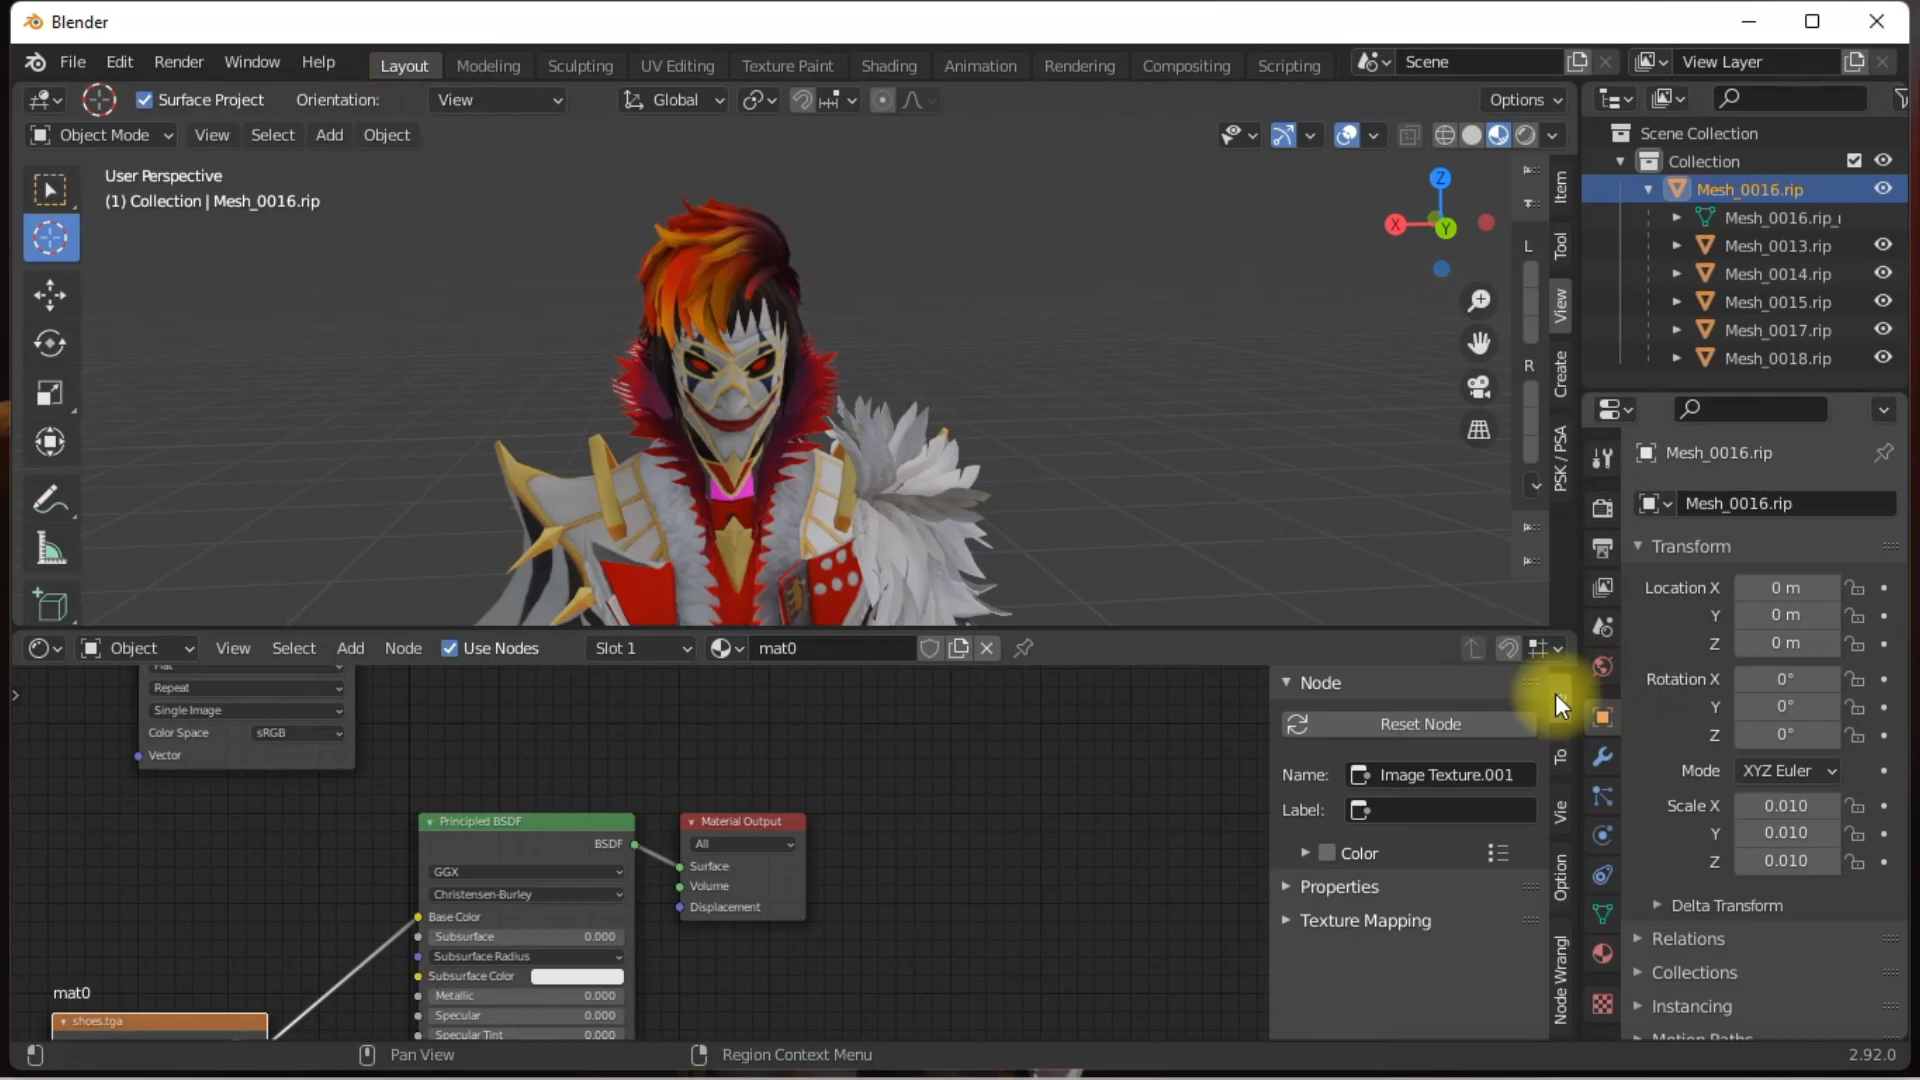 Blender
File Edit Render Window Help Layout Modeling Sculpting UV Editing Texture Paint Shading Animation Rendering Compositing Scripting Scene View Layer
Surface Project Orientation: View Global Options
Object Mode View Select Add Object
User Perspective
(1) Collection | Mesh_0016.rip
Z
X
Y
L
R
Item
Tool
View
Create
PSK / PSA
Scene Collection
Collection
Mesh_0016.rip
Mesh_0016.rip_
Mesh_0013.rip
Mesh_0014.rip
Mesh_0015.rip
Mesh_0017.rip
Mesh_0018.rip
Mesh_0016.rip
Mesh_0016.rip
Transform
Location X 0 m
Y 0 m
Z 0 m
Rotation X 0°
Y 0°
Z 0°
Mode XYZ Euler
Scale X 0.010
Y 0.010
Z 0.010
Delta Transform
Relations
Collections
Instancing
Motion Paths
Object View Select Add Node Use Nodes Slot 1 mat0
Repeat
Single Image
Color Space sRGB
Vector
Principled BSDF
BSDF
GGX
Christensen-Burley
Base Color
Subsurface 0.000
Subsurface Radius
Subsurface Color
Metallic 0.000
Specular 0.000
Specular Tint 0.000
Material Output
All
Surface
Volume
Displacement
mat0
shoes.tga
Node
Reset Node
Name: Image Texture.001
Label:
Color
Properties
Texture Mapping
To
Vie
Option
Node Wrangl
Pan View
Region Context Menu
2.92.0